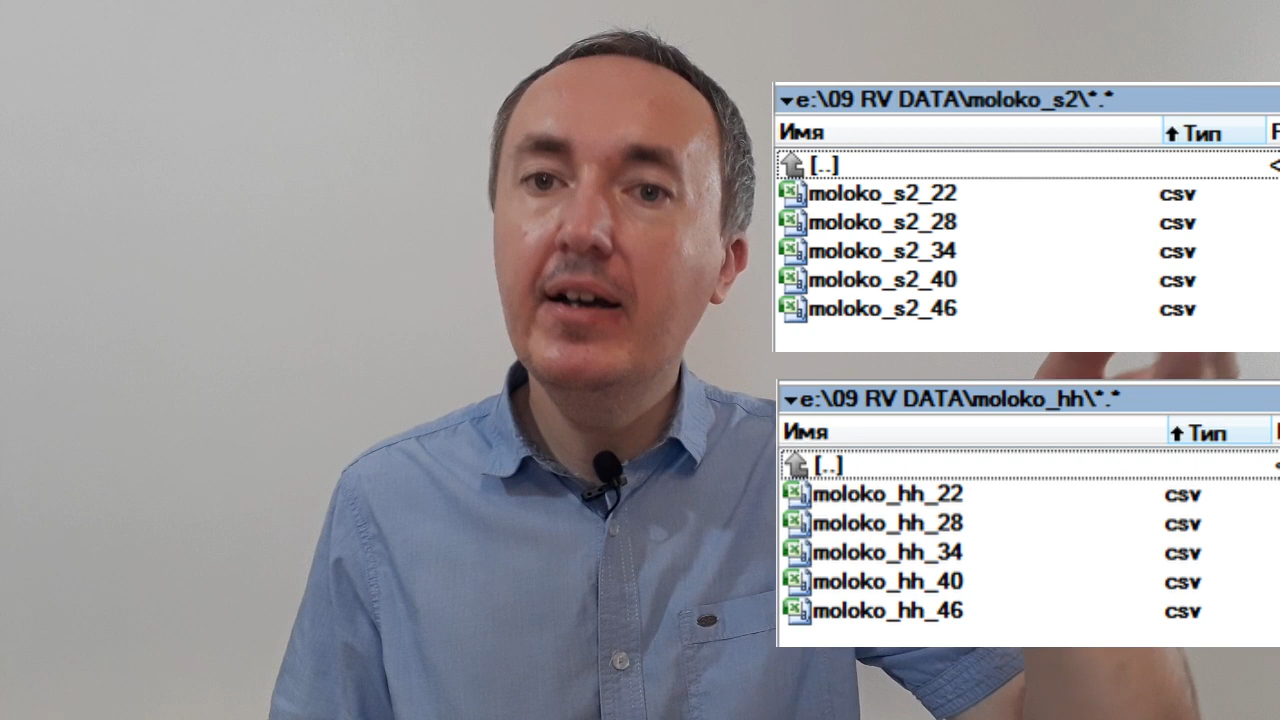 e:\09 RV DATA\moloko_s2\*.*
Имя Тип
[..]
moloko_s2_22 csv
moloko_s2_28 csv
moloko_s2_34 csv
moloko_s2_40 csv
moloko_s2_46 csv
e:\09 RV DATA\moloko_hh\*.*
Имя Тип
[..]
moloko_hh_22 csv
moloko_hh_28 csv
moloko_hh_34 csv
moloko_hh_40 csv
moloko_hh_46 csv